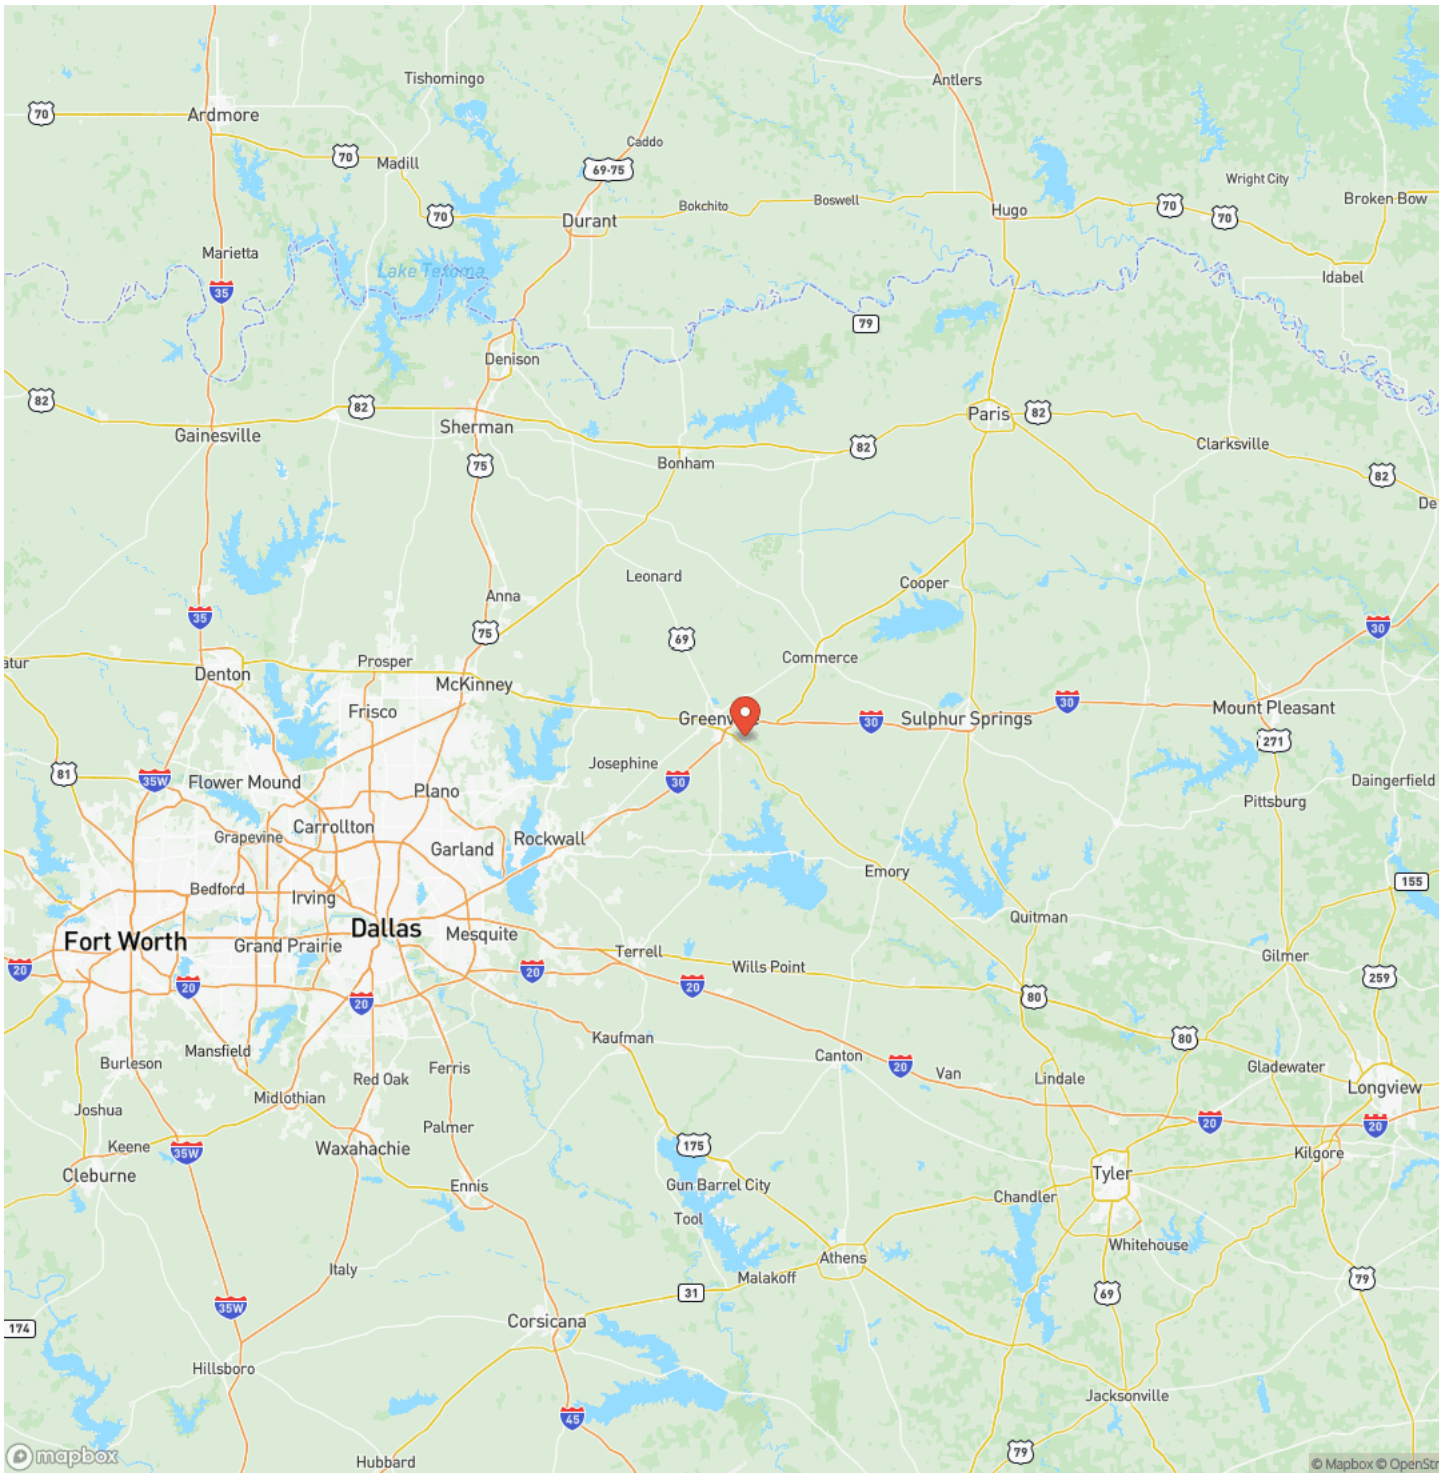 Tishomingo
Antlers
70
Ardmore
Caddo
70
Madill
69-75
Wright City
Broken Bow
70
Durant
Bokchito
Boswell
Hugo
70
70
Marietta
Lake Texoma
Idabel
35
79
Denison
82
82
Sherman
Paris
82
Gainesville
82
Clarksville
75
Bonham
82
De
Leonard
Cooper
Anna
35
75
69
30
Commerce
atur
Denton
Prosper
McKinney
Frisco
Greenv
e
30
Sulphur Springs
30
Mount Pleasant
271
81
35W
Flower Mound
Josephine
30
Daingerfield
Plano
Pittsburg
Carrollton
Grapevine
Rockwall
Garland
Emory
155
Bedford
Irving
Quitman
Dallas
Fort Worth
Grand Prairie
Mesquite
Terrell
Gilmer
20
20
20
20
20
Wills Point
80
259
Kaufman
80
Mansfield
Burleson
Canton
20
Van
Lindale
Gladewater
Longview
Ferris
Red Oak
Midlothian
Joshua
Palmer
20
20
Keene
35W
Waxahachie
175
Kilgore
Cleburne
Tyler
Ennis
Gun Barrel City
Chandler
Tool
Whitehouse
Athens
Italy
Malakoff
31
69
79
35W
174
Corsicana
Hillsboro
Jacksonville
45
79
Hubbard
mapbox
© Mapbox © OpenStr